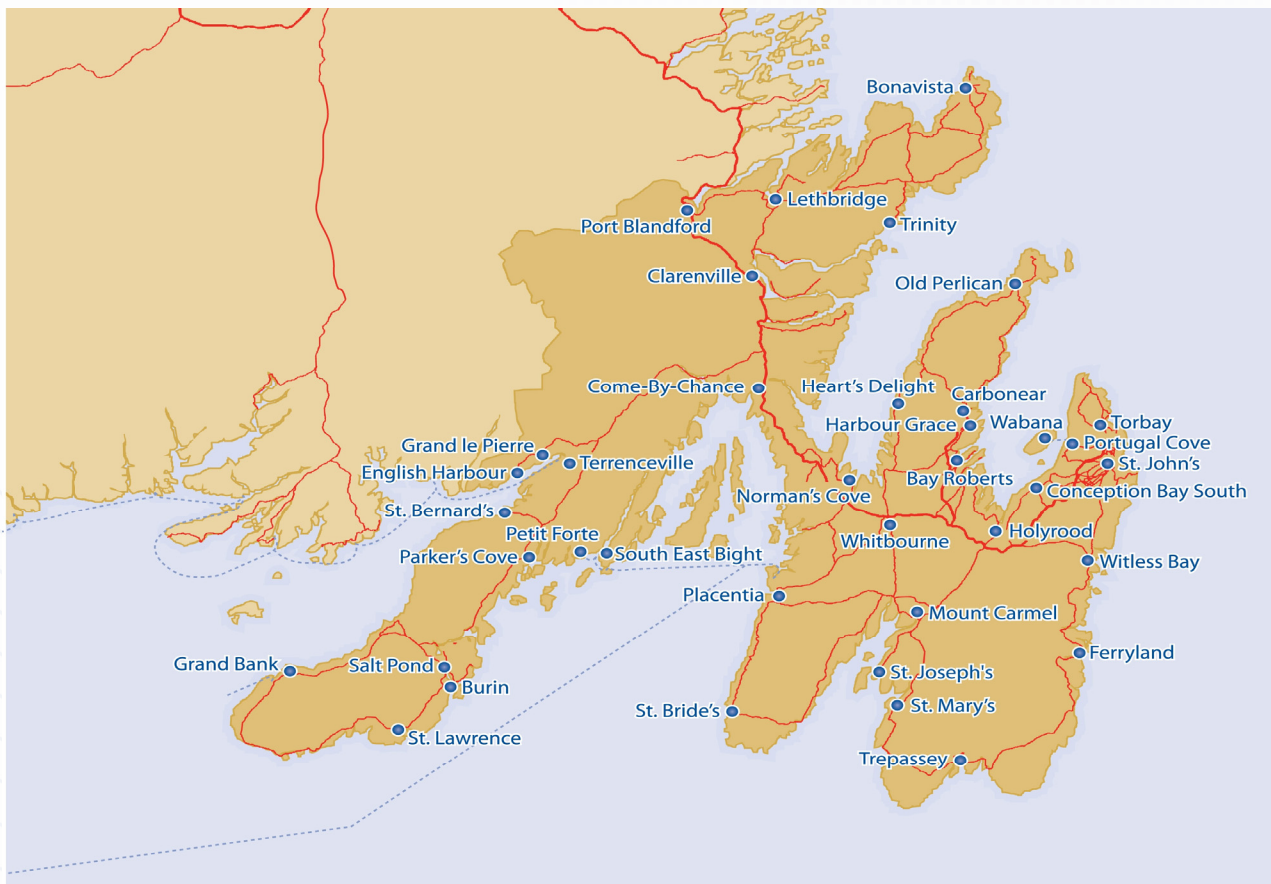 Bonavista
Lethbridge
Port Blandford
Trinity
Clarenville
Old Perlican
Come-By-Chance
Heart's Delight
Carbonear
Harbour Grace
Wabana
Torbay
Portugal Cove
Grand le Pierre
Terrenceville
St. John's
English Harbour
Bay Roberts
Norman's Cove
Conception Bay South
St. Bernard's
Petit Forte
Whitbourne
Holyrood
Parker's Cove
South East Bight
Witless Bay
Placentia
Mount Carmel
Ferryland
Grand Bank
Salt Pond
St. Joseph's
Burin
St. Bride's
St. Mary's
St. Lawrence
Trepassey